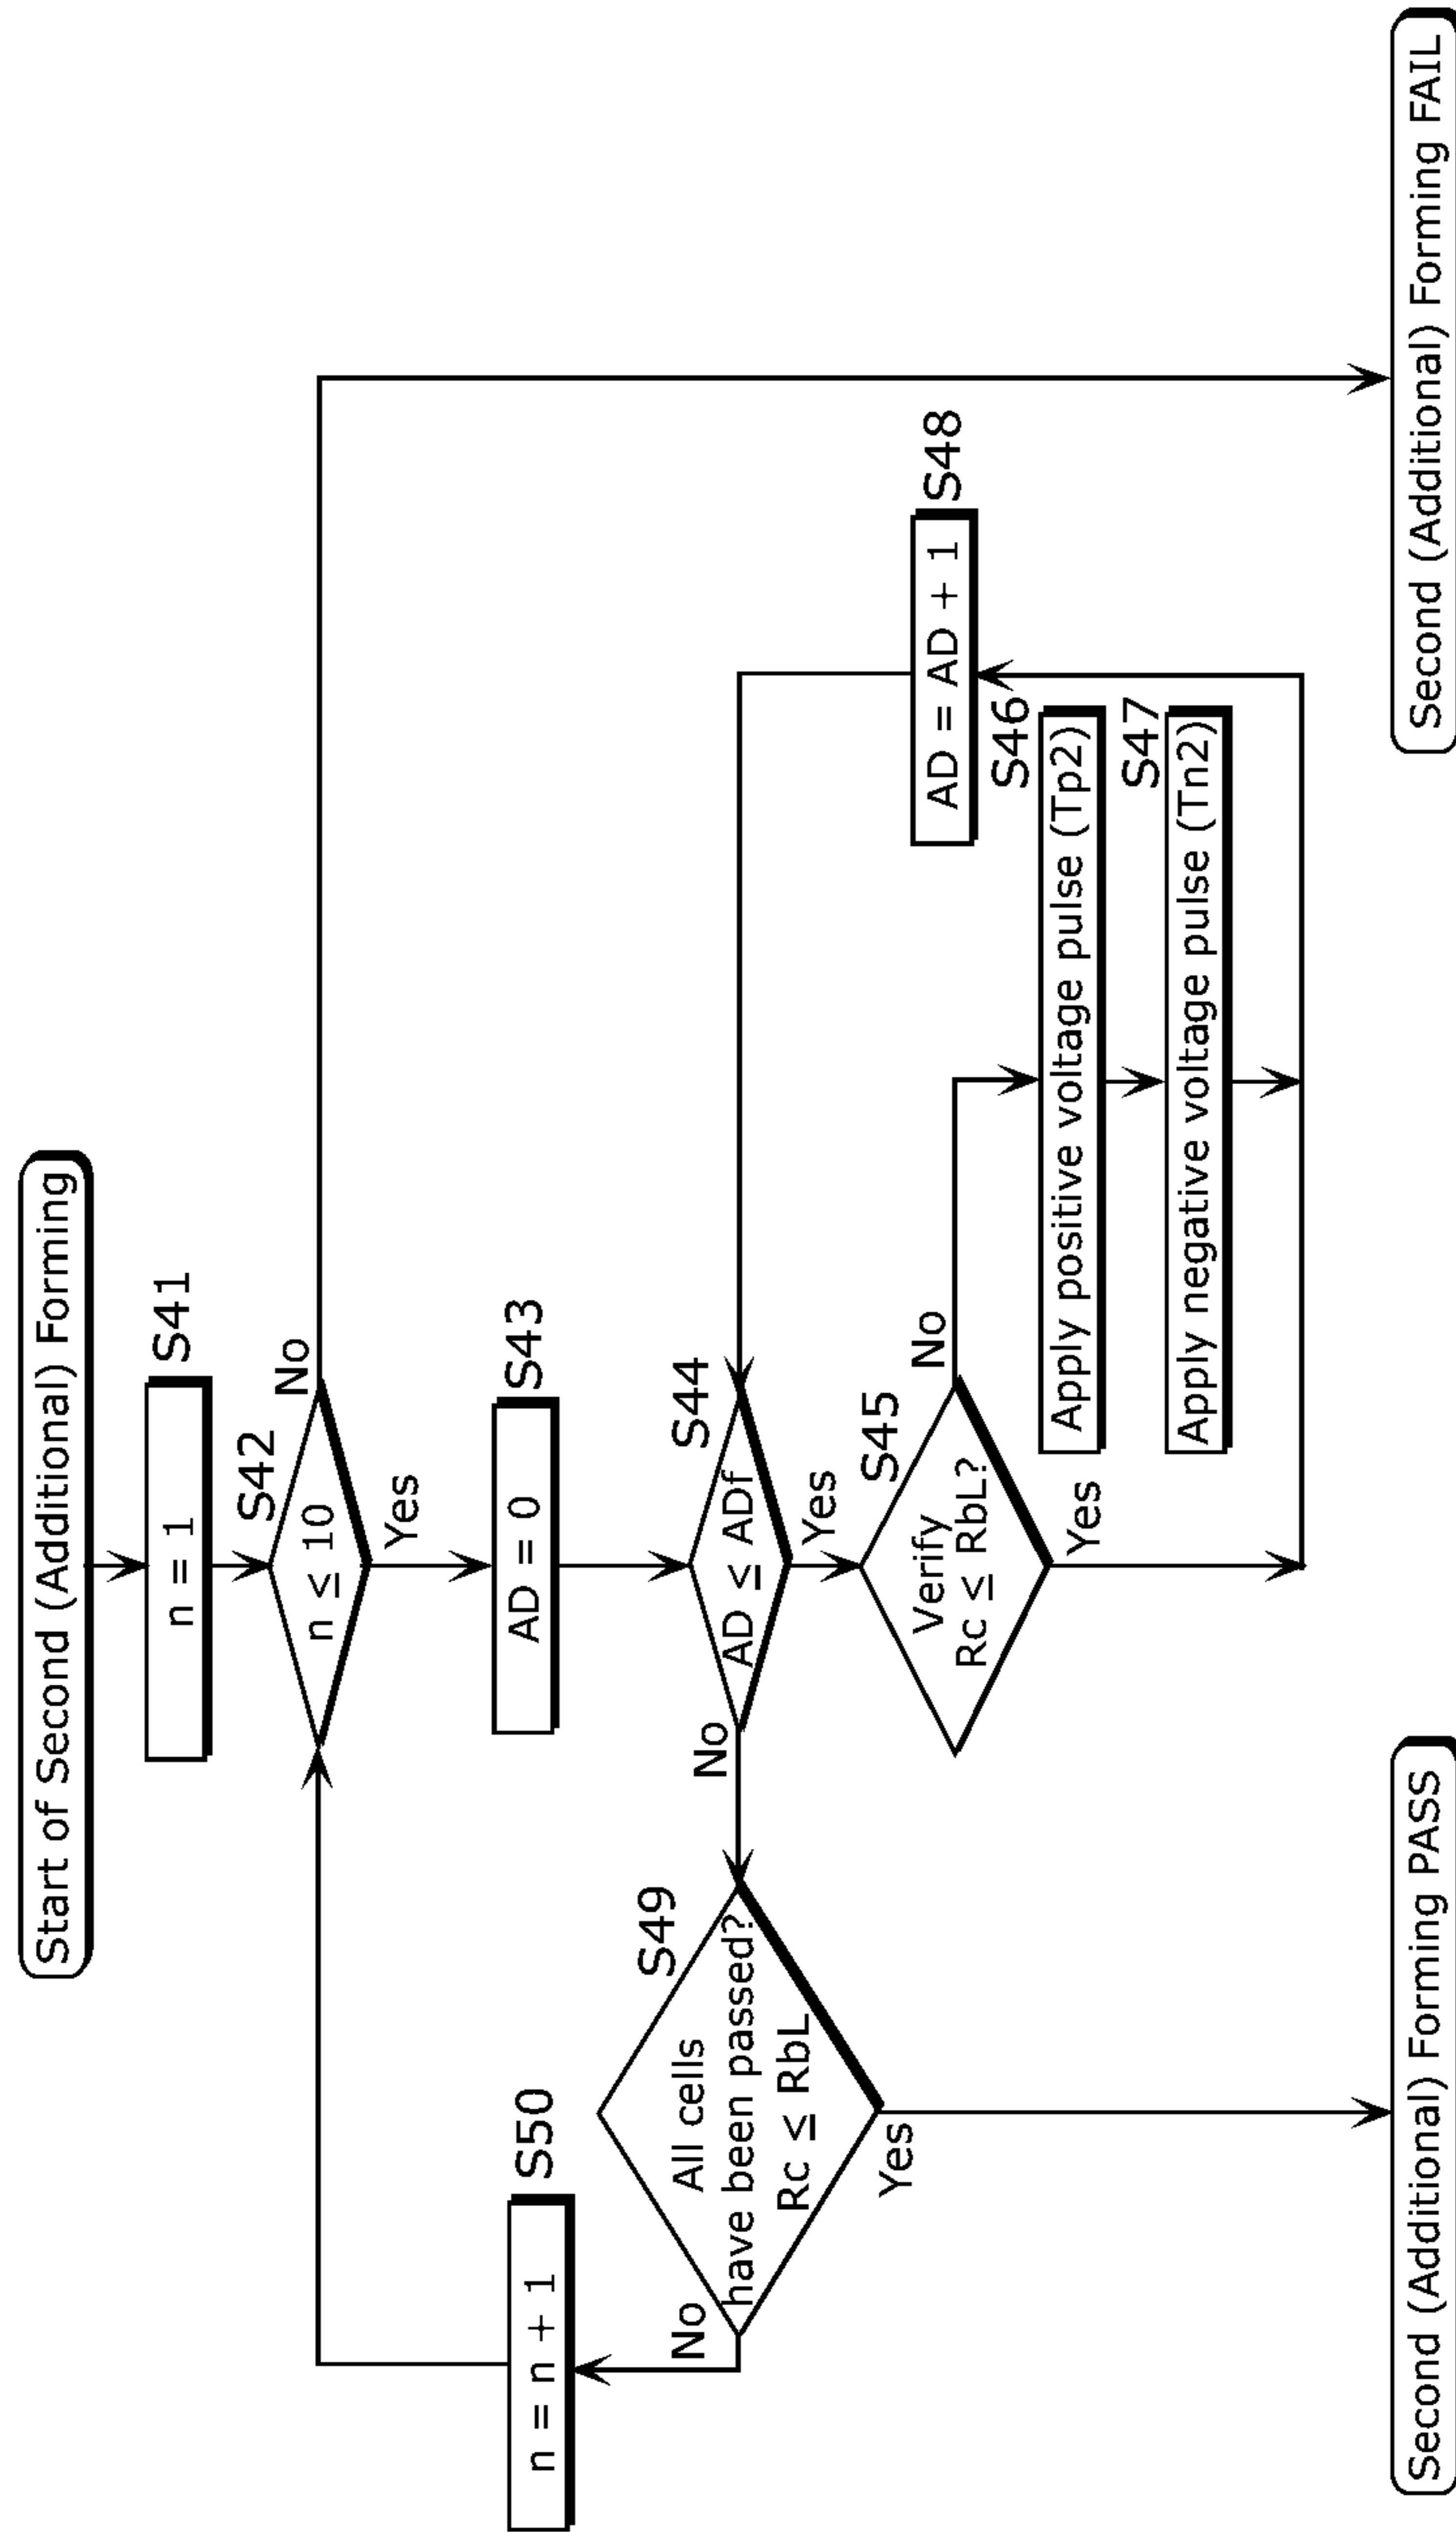 Start of Second (Additional) Forming
n = 1
S41
S42
n ≤ 10
No
Yes
AD = 0
S43
S44
AD ≤ ADf
No
Yes
S45
Verify
Rc ≤ RbL?
No
Yes
S46
Apply positive voltage pulse (Tp2)
S47
Apply negative voltage pulse (Tn2)
AD = AD + 1
S48
S49
All cells
have been passed?
Rc ≤ RbL
No
Yes
n = n + 1
S50
Second (Additional) Forming PASS
Second (Additional) Forming FAIL